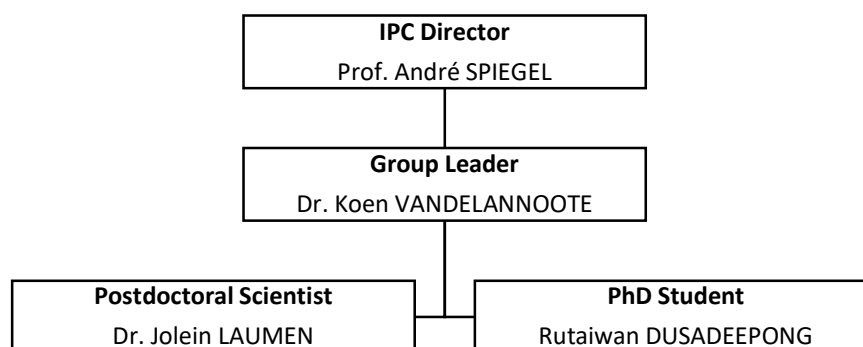 IPC Director
Prof. André SPIEGEL
Group Leader
Dr. Koen VANDELANNOOTE
Postdoctoral Scientist
Dr. Jolein LAUMEN
PhD Student
Rutaiwan DUSADEEPONG